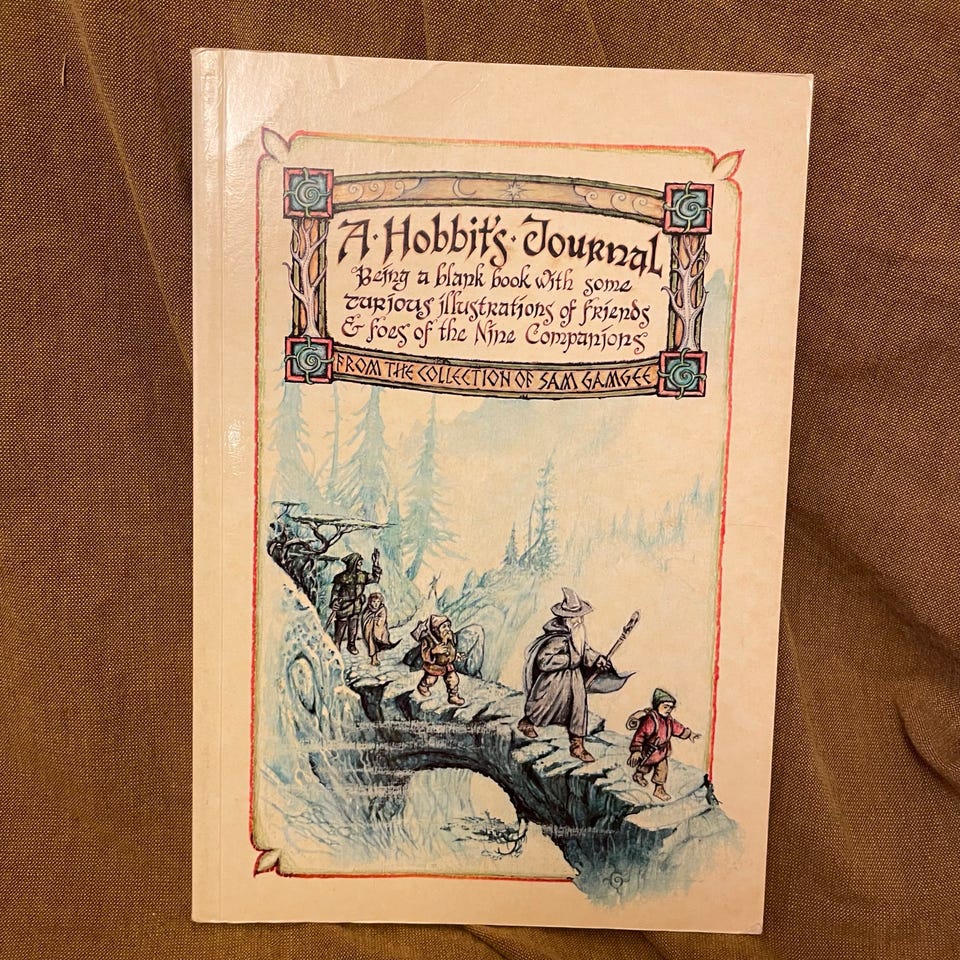 A·Hobbit's·Journal
Being a blank book with some
curious illustrations of friends
& foes of the Nine Companions
FROM THE COLLECTION OF SAM GAMGEE